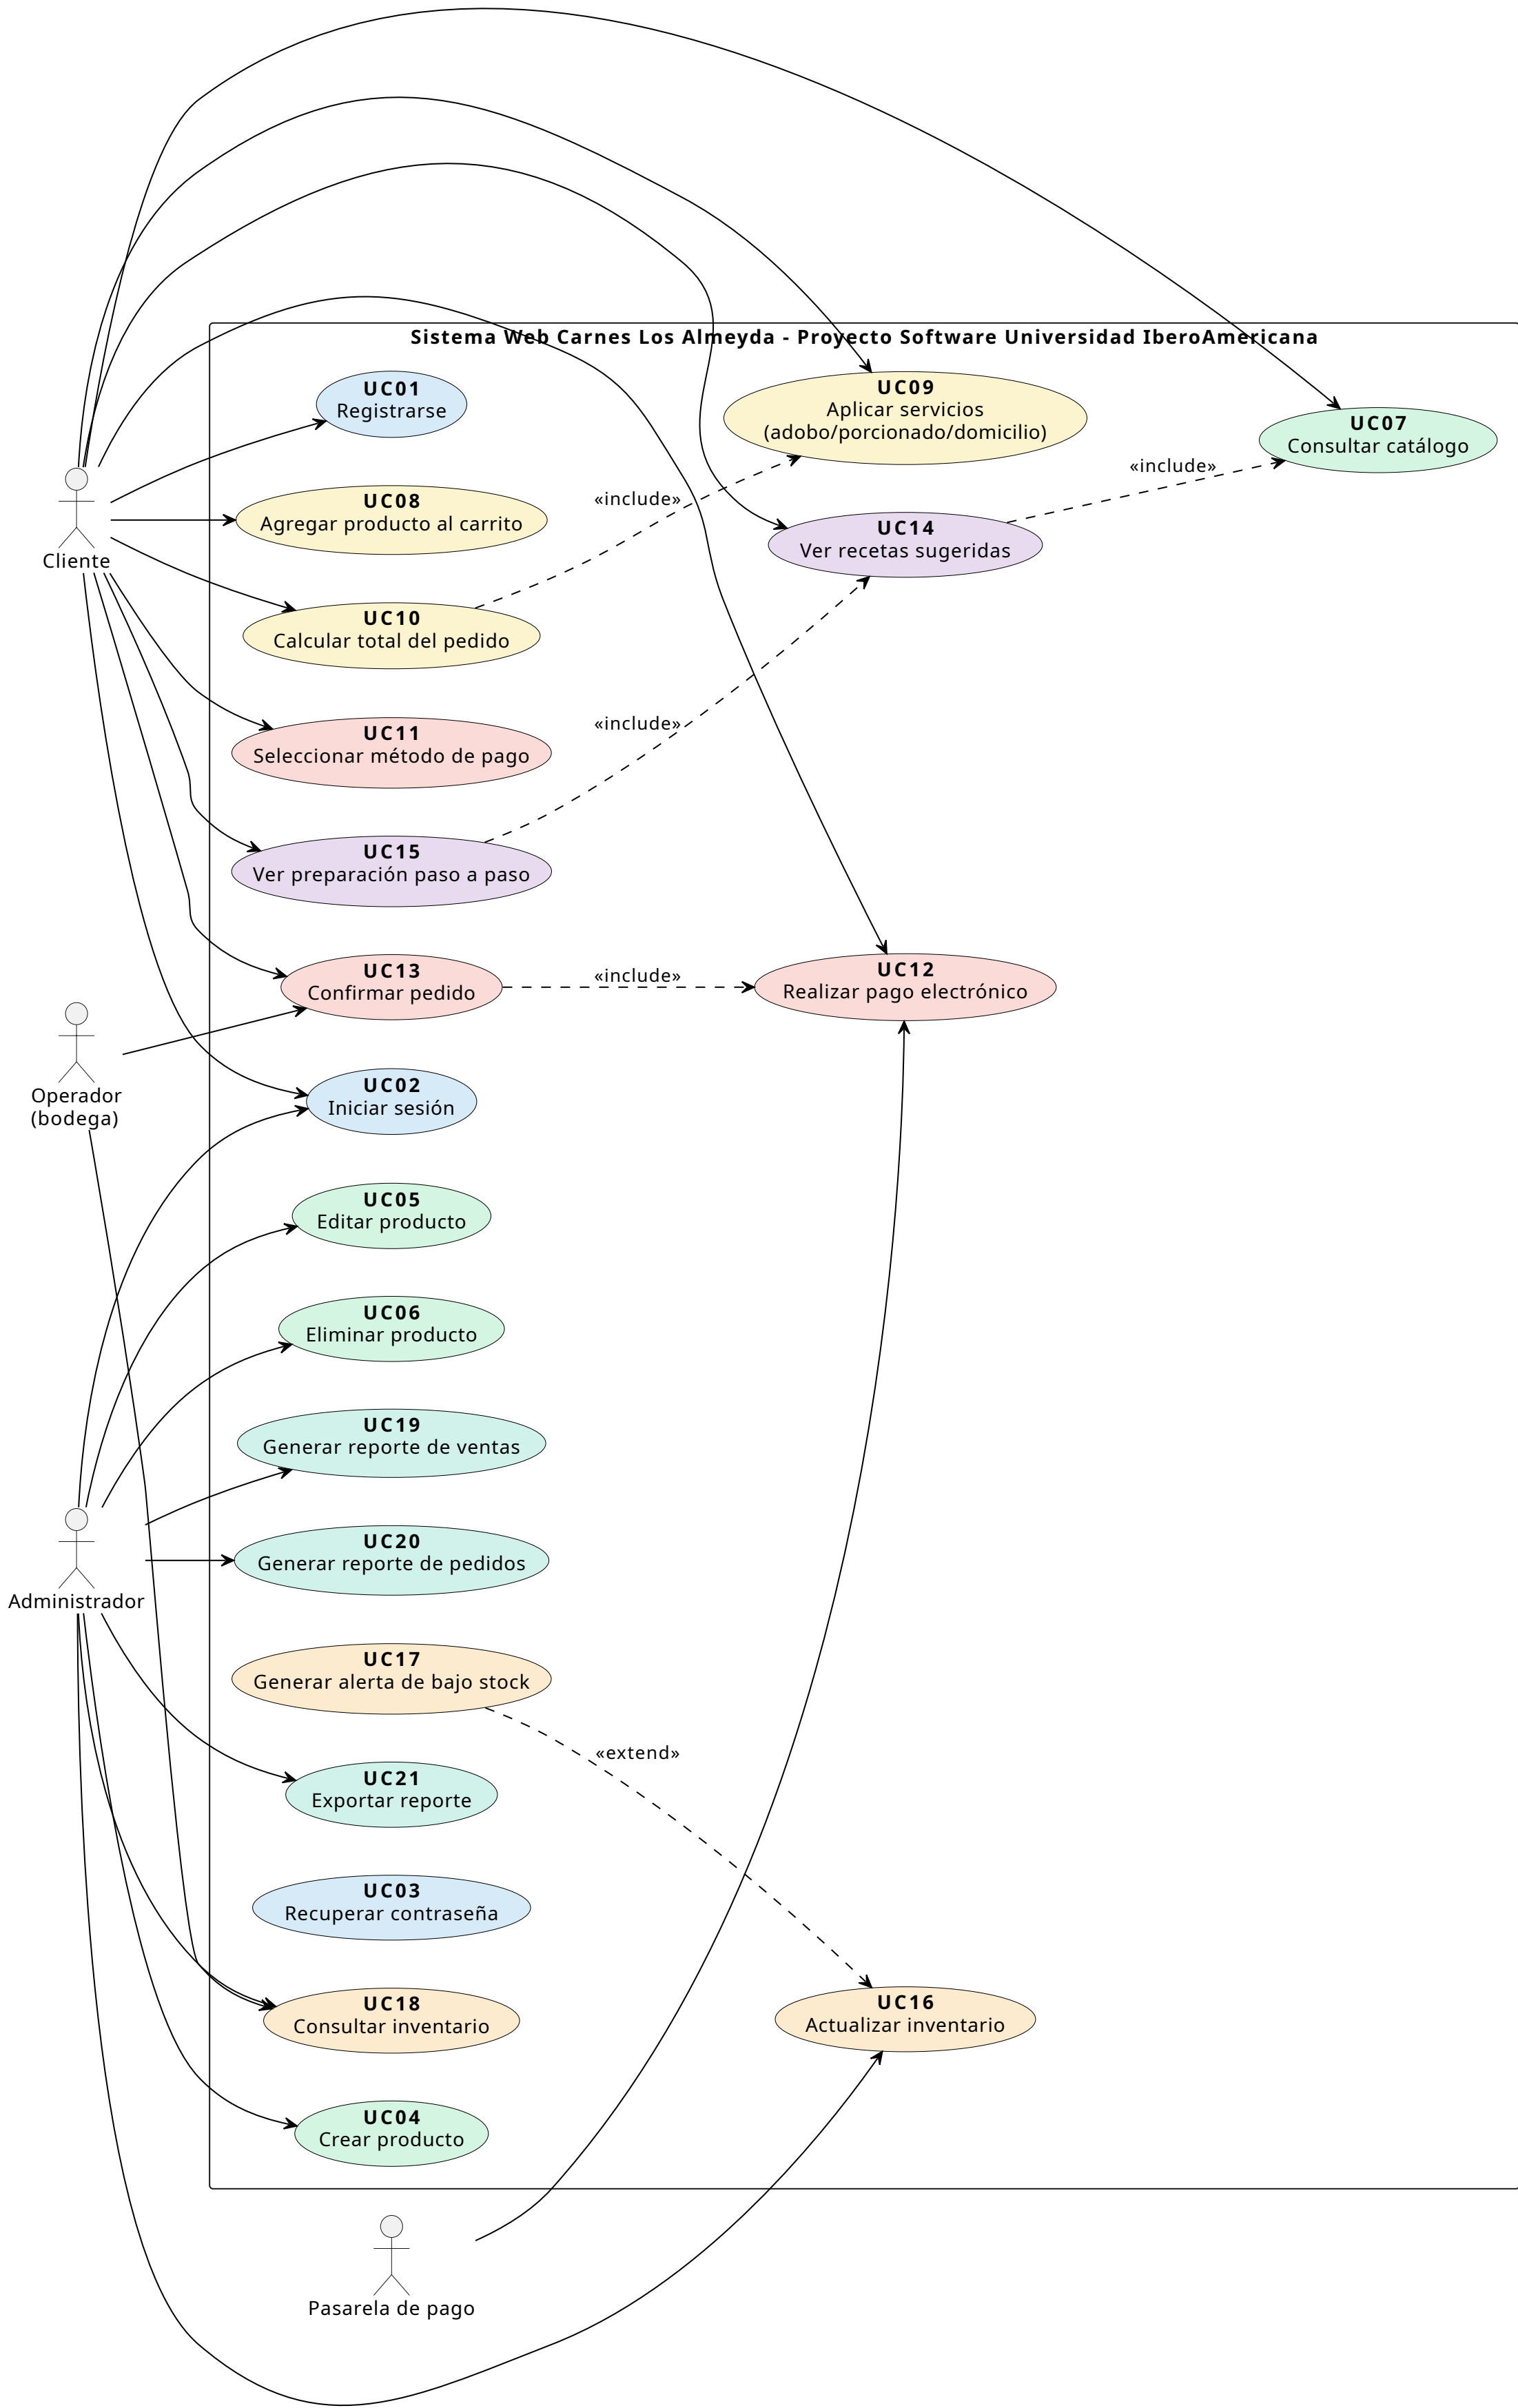 Sistema Web Carnes Los Almeyda - Proyecto Software Universidad IberoAmericana
UC01
Registrarse
UC09
Aplicar servicios
(adobo/porcionado/domicilio)
UC07
Consultar catálogo
«include»
«include»
Cliente
UC08
Agregar producto al carrito
UC14
Ver recetas sugeridas
UC10
Calcular total del pedido
«include»
UC11
Seleccionar método de pago
UC15
Ver preparación paso a paso
UC13
Confirmar pedido
«include»
UC12
Realizar pago electrónico
Operador
(bodega)
UC02
Iniciar sesión
UC05
Editar producto
UC06
Eliminar producto
UC19
Generar reporte de ventas
UC20
Generar reporte de pedidos
Administrador
UC17
Generar alerta de bajo stock
«extend»
UC21
Exportar reporte
UC03
Recuperar contraseña
UC18
Consultar inventario
UC16
Actualizar inventario
UC04
Crear producto
Pasarela de pago